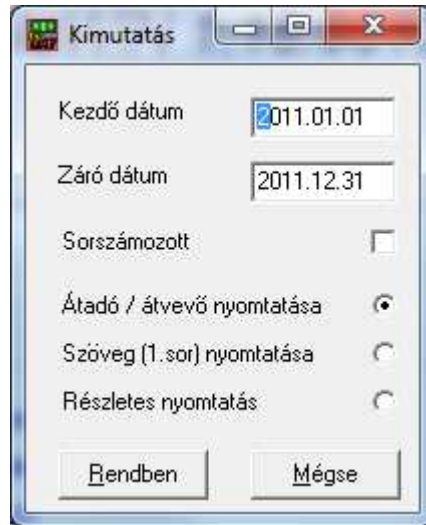 Kimutatás
Kezdő dátum 2011.01.01
Záró dátum 2011.12.31
Sorszámozott
Átadó / átvevő nyomtatása
Szöveg (1.sor) nyomtatása
Részletes nyomtatás
Rendben Mégse